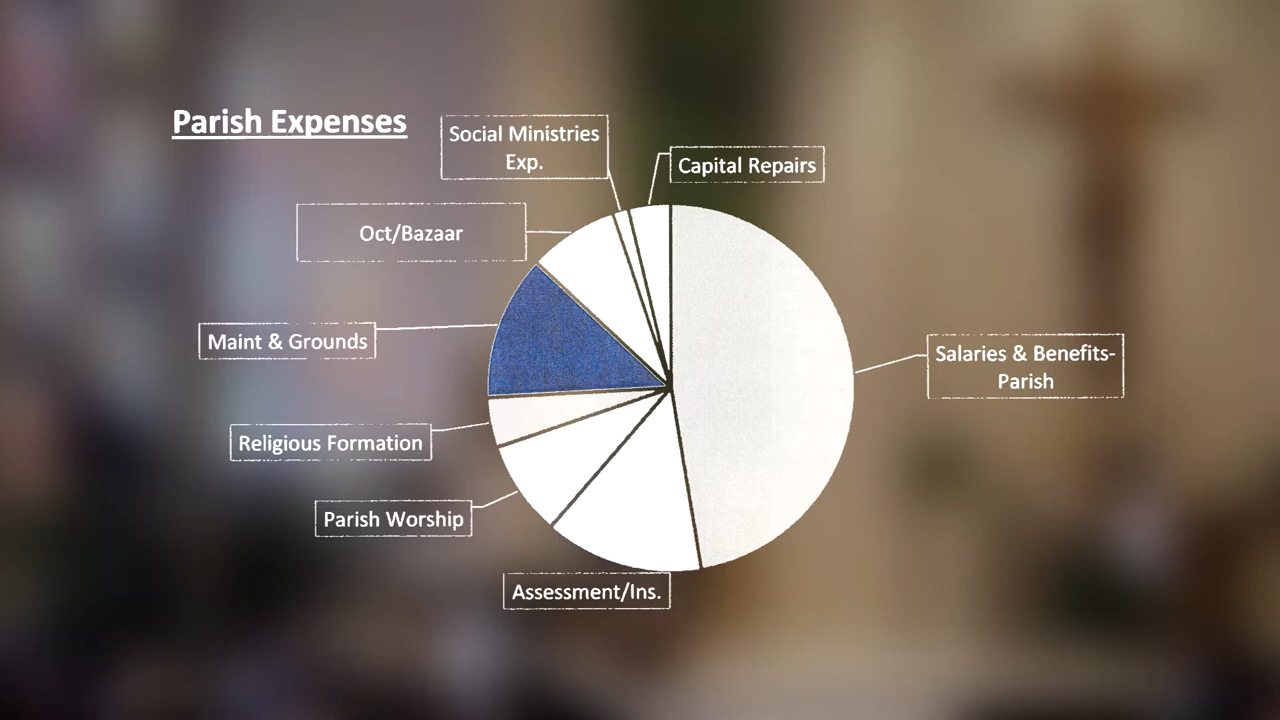 Parish Expenses
Social Ministries
Exp.
Capital Repairs
Oct/Bazaar
Maint & Grounds
Salaries & Benefits-
Parish
Religious Formation
Parish Worship
Assessment/Ins.